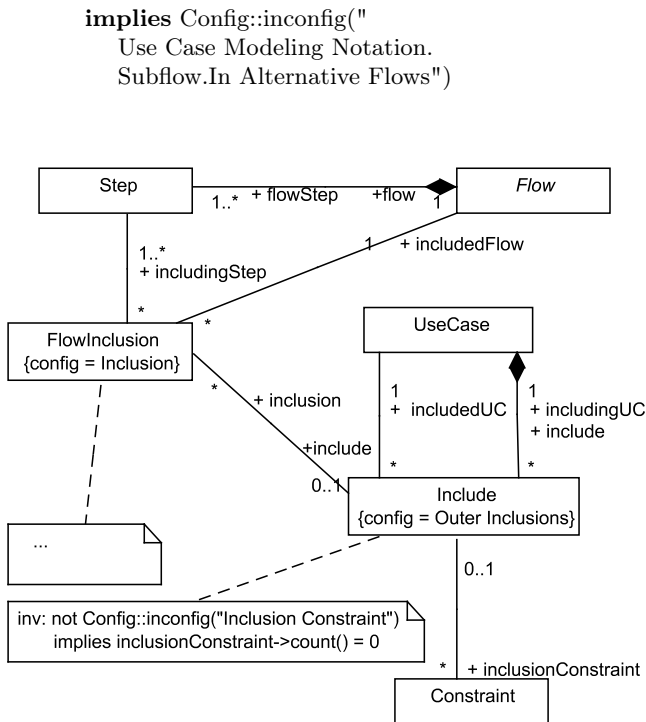 implies Config::inconfig("
Use Case Modeling Notation.
Subflow.In Alternative Flows")
Step
Flow
1..*
+ flowStep
+flow
1
1..*
+ includingStep
*
1
+ includedFlow
*
FlowInclusion
{config = Inclusion}
UseCase
*
+ inclusion
+include
0..1
1
+ includedUC
*
1
+ includingUC
+ include
*
Include
{config = Outer Inclusions}
...
0..1
inv: not Config::inconfig("Inclusion Constraint")
implies inclusionConstraint->count() = 0
*
+ inclusionConstraint
Constraint